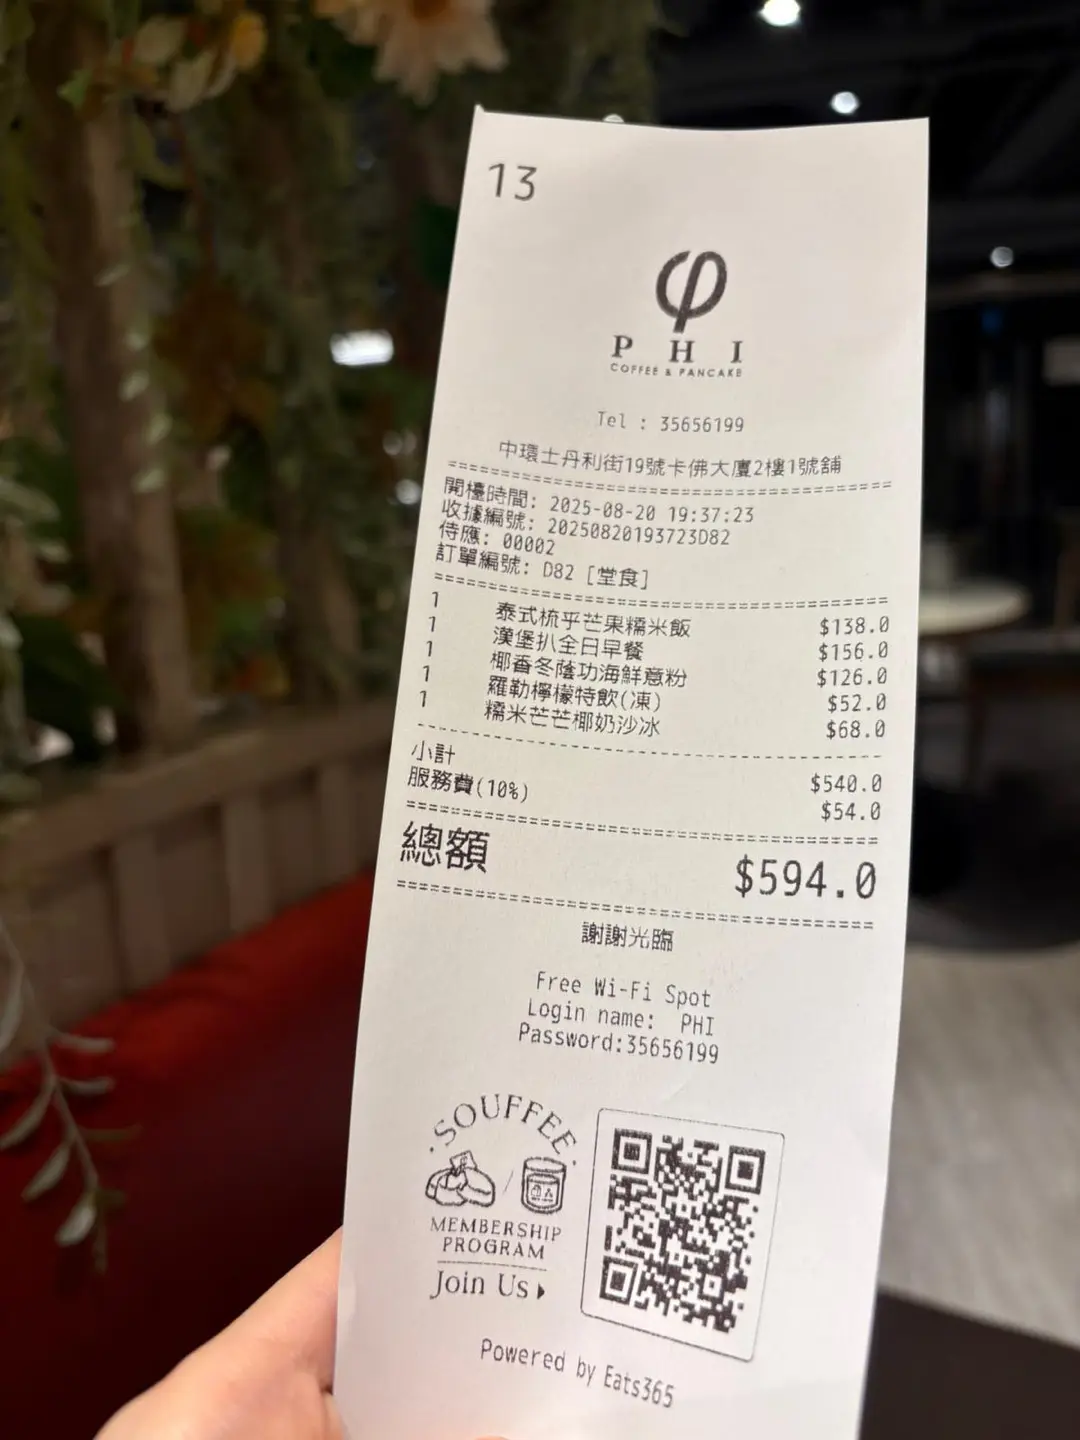 13
φ
PHI
COFFEE & PANCAKE
Tel : 35656199
中環士丹利街19號卡佛大廈2樓1號舖
開檯時間: 2025-08-20 19:37:23
收據編號: 20250820193723D82
侍應: 00002
訂單編號: D82 [堂食]
1 泰式梳乎芒果糯米飯 $138.0
1 漢堡扒全日早餐 $156.0
1 椰香冬蔭功海鮮意粉 $126.0
1 羅勒檸檬特飲(凍) $52.0
1 糯米芒芒椰奶沙冰 $68.0
小計 $540.0
服務費(10%) $54.0
總額 $594.0
謝謝光臨
Free Wi-Fi Spot
Login name: PHI
Password:35656199
·SOUFFEE·
MEMBERSHIP
PROGRAM
Join Us
Powered by Eats365